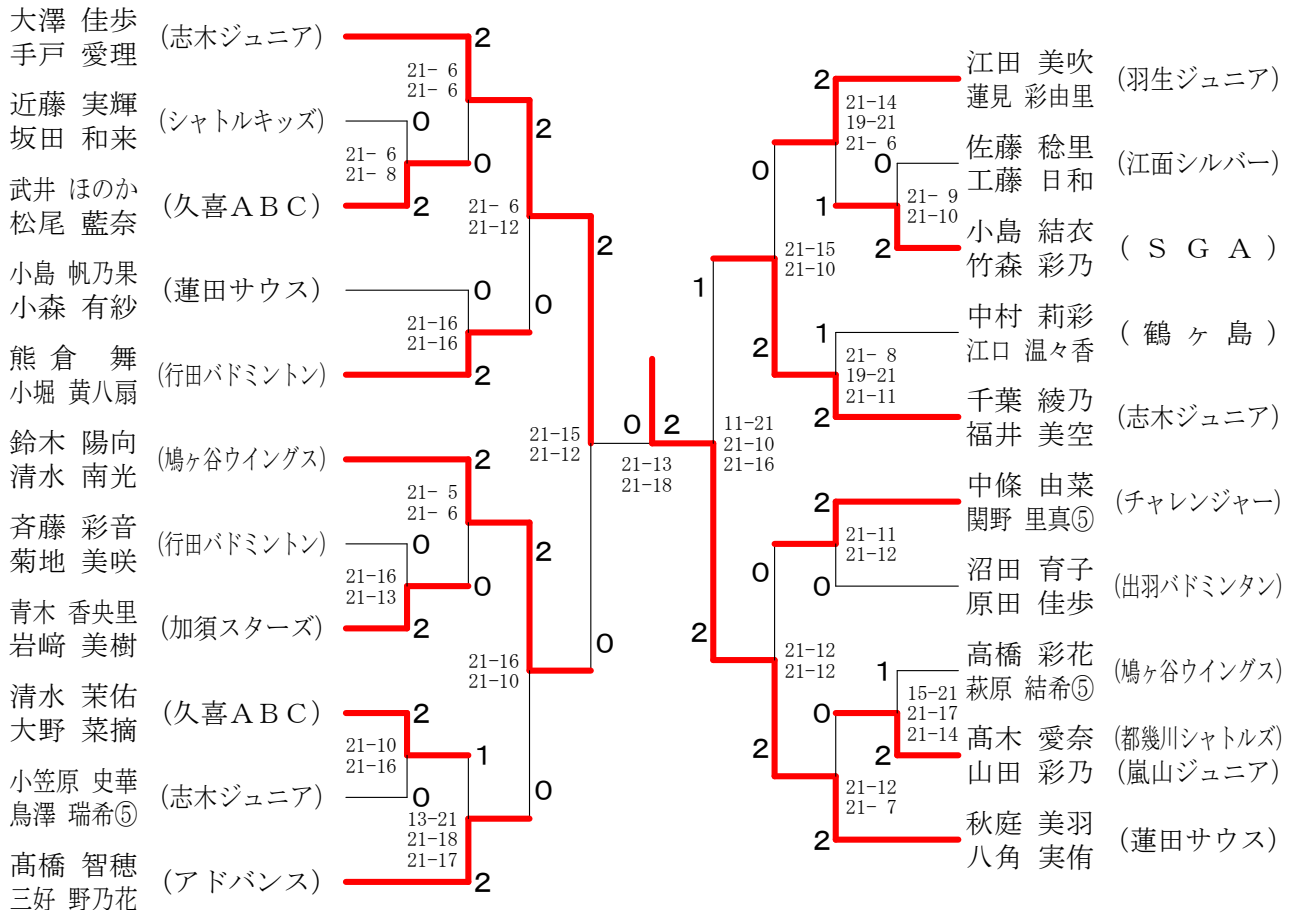 大澤 佳歩
手戸 愛理
(志木ジュニア)
2
21- 6
21- 6
近藤 実輝
坂田 和来
(シャトルキッズ)
0
21- 6
21- 8
0
武井 ほのか
松尾 藍奈
(久喜ABC)
2
2
21- 6
21-12
小島 帆乃果
小森 有紗
(蓮田サウス)
0
21-16
21-16
0
熊倉 舞
小堀 黄八扇
(行田バドミントン)
2
2
21-15
21-12
鈴木 陽向
清水 南光
(鳩ヶ谷ウイングス)
2
21- 5
21- 6
斉藤 彩音
菊地 美咲
(行田バドミントン)
0
21-16
21-13
0
青木 香央里
岩﨑 美樹
(加須スターズ)
2
2
0
21-16
21-10
清水 茉佑
大野 菜摘
(久喜ABC)
2
21-10
21-16
1
小笠原 史華
鳥澤 瑞希⑤
(志木ジュニア)
0
0
13-21
21-18
21-17
髙橋 智穂
三好 野乃花
(アドバンス)
2
0
2
21-13
21-18
江田 美吹
蓮見 彩由里
(羽生ジュニア)
2
21-14
19-21
21- 6
0
佐藤 稔里
工藤 日和
(江面シルバー)
0
21- 9
21-10
1
小島 結衣
竹森 彩乃
(SGA)
2
21-15
21-10
1
中村 莉彩
江口 温々香
(鶴ヶ島)
1
21- 8
19-21
21-11
2
千葉 綾乃
福井 美空
(志木ジュニア)
2
11-21
21-10
21-16
中條 由菜
関野 里真⑤
(チャレンジャー)
2
21-11
21-12
0
沼田 育子
原田 佳歩
(出羽バドミンタン)
0
2
21-12
21-12
高橋 彩花
萩原 結希⑤
(鳩ヶ谷ウイングス)
1
15-21
21-17
21-14
0
髙木 愛奈
山田 彩乃
(都幾川シャトルズ)
(嵐山ジュニア)
2
2
21-12
21- 7
秋庭 美羽
八角 実侑
(蓮田サウス)
2